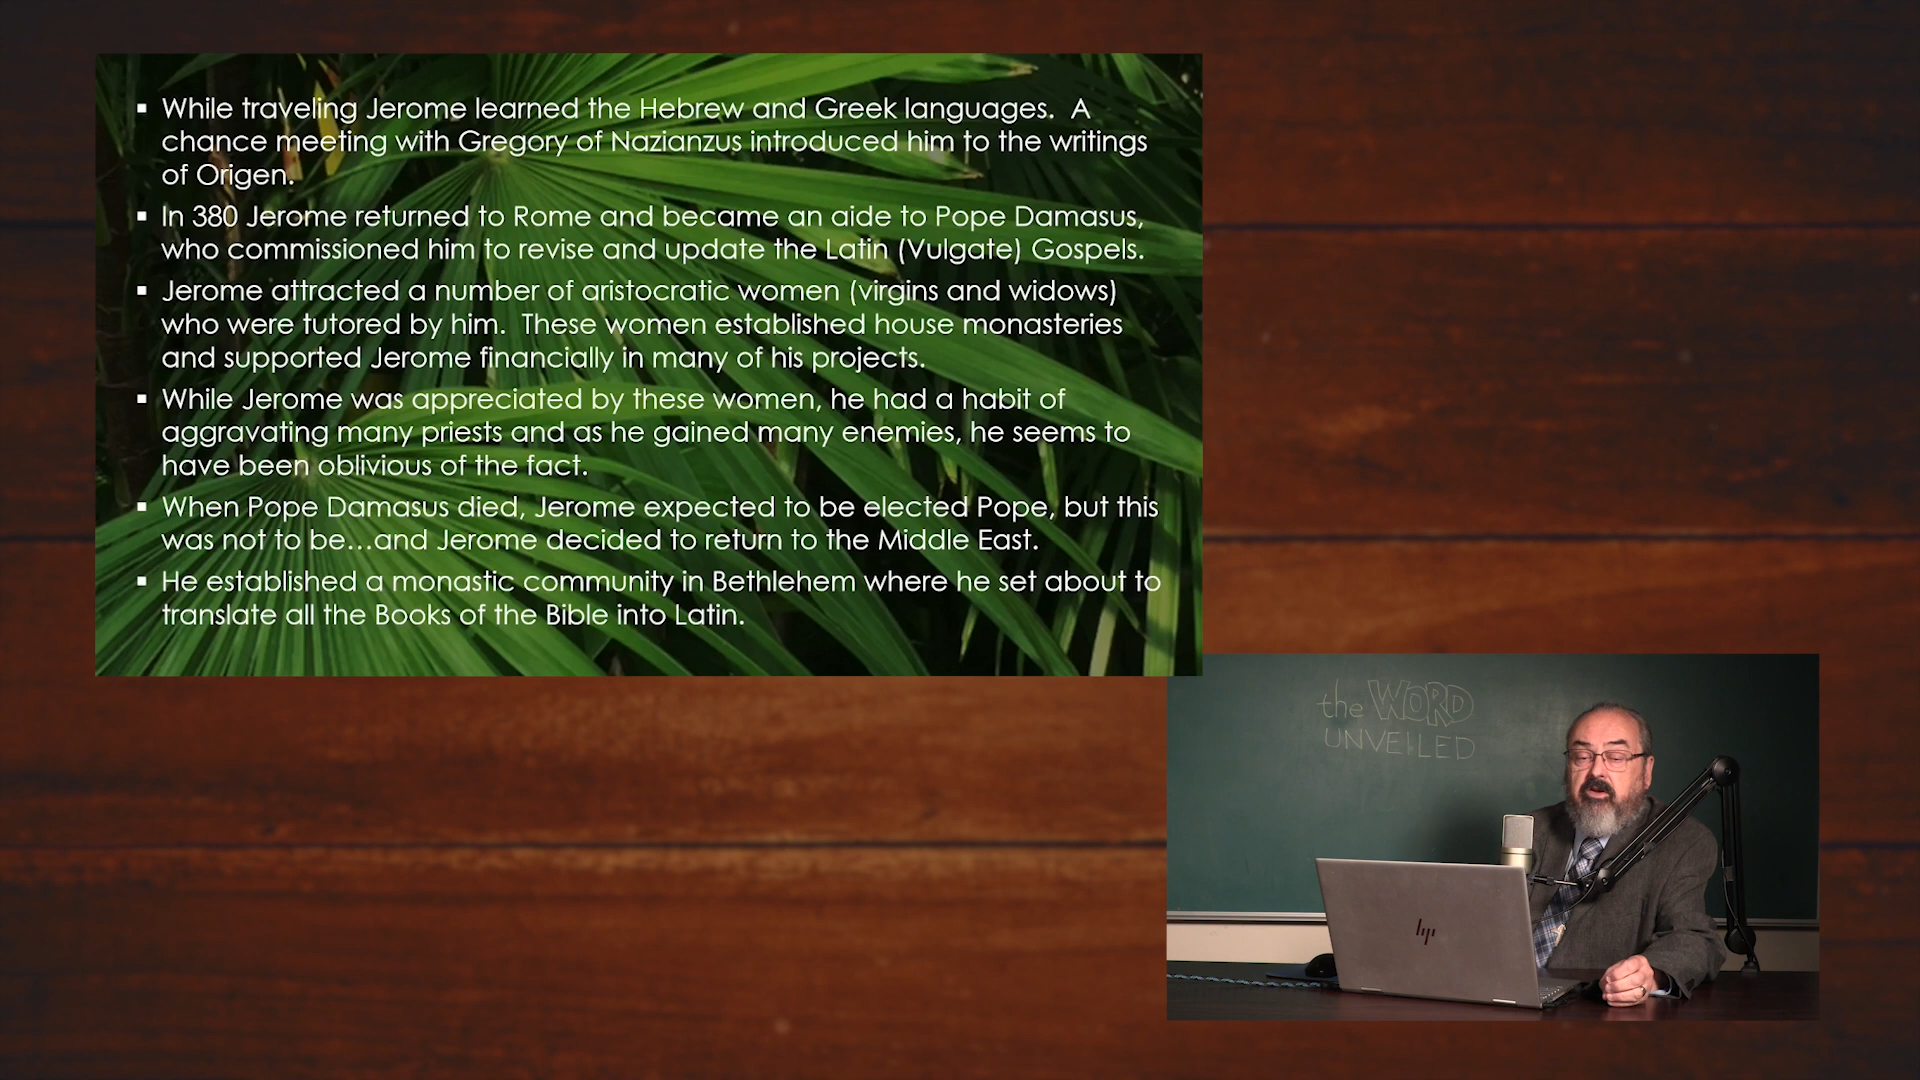 ▪ While traveling Jerome learned the Hebrew and Greek languages.  A
chance meeting with Gregory of Nazianzus introduced him to the writings
of Origen.
▪ In 380 Jerome returned to Rome and became an aide to Pope Damasus,
who commissioned him to revise and update the Latin (Vulgate) Gospels.
▪ Jerome attracted a number of aristocratic women (virgins and widows)
who were tutored by him.  These women established house monasteries
and supported Jerome financially in many of his projects.
▪ While Jerome was appreciated by these women, he had a habit of
aggravating many priests and as he gained many enemies, he seems to
have been oblivious of the fact.
▪ When Pope Damasus died, Jerome expected to be elected Pope, but this
was not to be...and Jerome decided to return to the Middle East.
▪ He established a monastic community in Bethlehem where he set about to
translate all the Books of the Bible into Latin.
the WORD
UNVEILED
hp